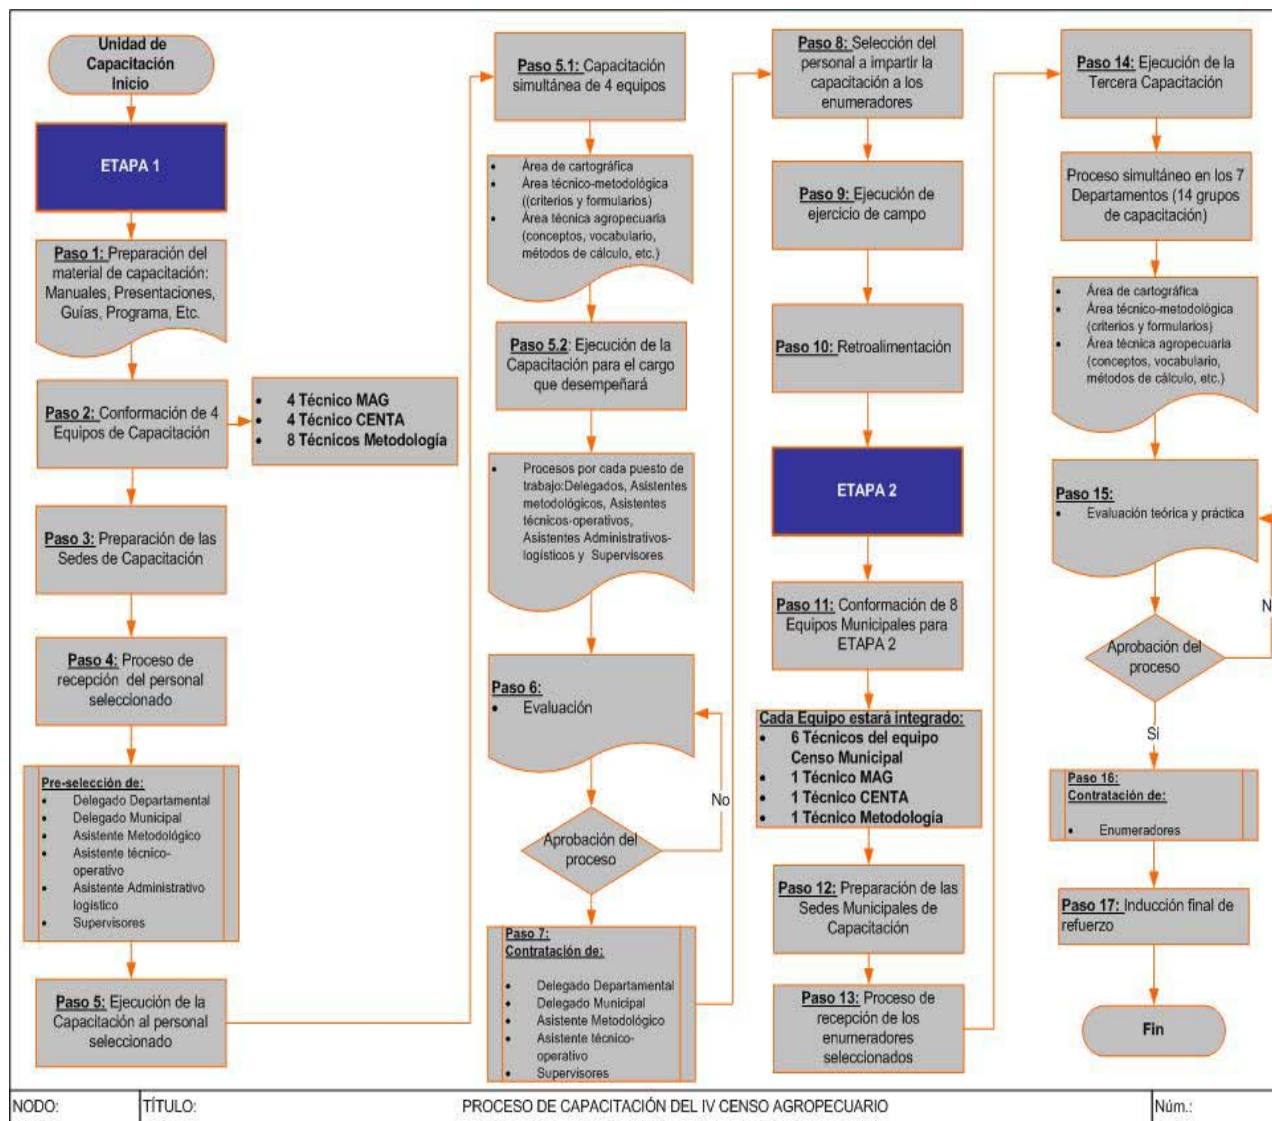 Unidad de
Capacitación
Inicio
ETAPA 1
Paso 1: Preparación del
material de capacitación:
Manuales, Presentaciones,
Guías, Programa, Etc.
Paso 2: Conformación de 4
Equipos de Capacitación
• 4 Técnico MAG
• 4 Técnico CENTA
• 8 Técnicos Metodología
Paso 3: Preparación de las
Sedes de Capacitación
Paso 4: Proceso de
recepción del personal
seleccionado
Pre-selección de:
• Delegado Departamental
• Delegado Municipal
• Asistente Metodológico
• Asistente técnico-
operativo
• Asistente Administrativo
logístico
• Supervisores
Paso 5: Ejecución de la
Capacitación al personal
seleccionado
Paso 5.1: Capacitación
simultánea de 4 equipos
• Área de cartográfica
• Área técnico-metodológica
((criterios y formularios)
• Área técnica agropecuaria
(conceptos, vocabulario,
métodos de cálculo, etc.)
Paso 5.2: Ejecución de la
Capacitación para el cargo
que desempeñará
• Procesos por cada puesto de
trabajo:Delegados, Asistentes
metodológicos, Asistentes
técnicos-operativos,
Asistentes Administrativos-
logísticos y Supervisores
Paso 6:
• Evaluación
No
Aprobación del
proceso
Paso 7:
Contratación de:
• Delegado Departamental
• Delegado Municipal
• Asistente Metodológico
• Asistente técnico-
operativo
• Supervisores
Paso 8: Selección del
personal a impartir la
capacitación a los
enumeradores
Paso 9: Ejecución de
ejercicio de campo
Paso 10: Retroalimentación
ETAPA 2
Paso 11: Conformación de 8
Equipos Municipales para
ETAPA 2
Cada Equipo estará integrado:
• 6 Técnicos del equipo
Censo Municipal
• 1 Técnico MAG
• 1 Técnico CENTA
• 1 Técnico Metodología
Paso 12: Preparación de las
Sedes Municipales de
Capacitación
Paso 13: Proceso de
recepción de los
enumeradores
seleccionados
Paso 14: Ejecución de la
Tercera Capacitación
Proceso simultáneo en los 7
Departamentos (14 grupos
de capacitación)
• Área de cartográfica
• Área técnico-metodológica
(criterios y formularios)
• Área técnica agropecuaria
(conceptos, vocabulario,
métodos de cálculo, etc.)
Paso 15:
• Evaluación teórica y práctica
N
Aprobación del
proceso
Si
Paso 16:
Contratación de:
• Enumeradores
Paso 17: Inducción final de
refuerzo
Fin
NODO:
TÍTULO:
PROCESO DE CAPACITACIÓN DEL IV CENSO AGROPECUARIO
Núm.: